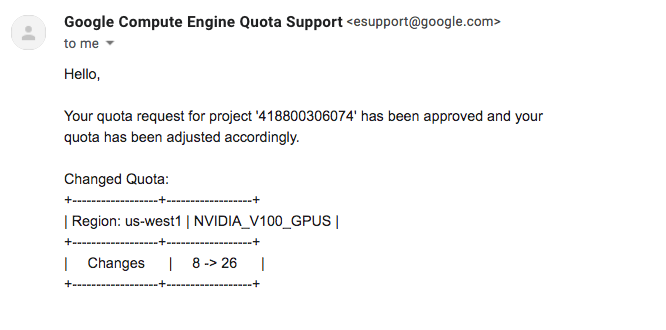 Google Compute Engine Quota Support <esupport@google.com>
to me
Hello,
Your quota request for project '418800306074' has been approved and your
quota has been adjusted accordingly.
Changed Quota:
+------------------+------------------+
| Region: us-west1 | NVIDIA_V100_GPUS |
+------------------+------------------+
| Changes | 8 -> 26 |
+------------------+------------------+